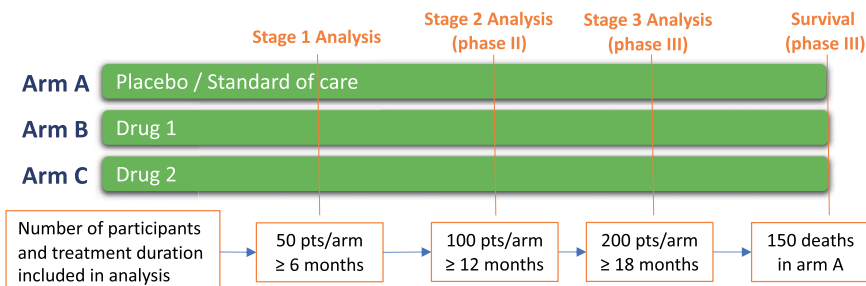 Stage 1 Analysis
Stage 2 Analysis
(phase II)
Stage 3 Analysis
(phase III)
Survival
(phase III)
Arm A
Placebo / Standard of care
Arm B
Drug 1
Arm C
Drug 2
Number of participants
and treatment duration
included in analysis
50 pts/arm
≥ 6 months
100 pts/arm
≥ 12 months
200 pts/arm
≥ 18 months
150 deaths
in arm A